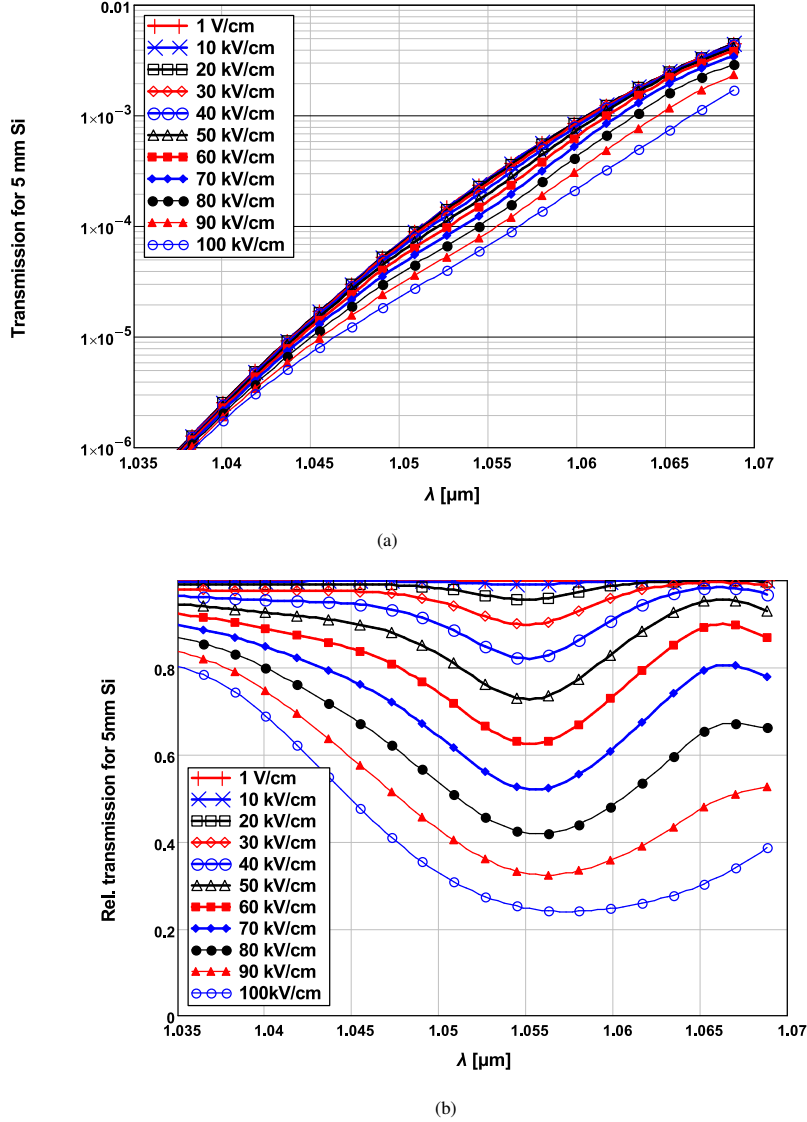 0.01
1×10⁻³
1×10⁻⁴
1×10⁻⁵
1×10⁻⁶
Transmission for 5 mm Si
1 V/cm
10 kV/cm
20 kV/cm
30 kV/cm
40 kV/cm
50 kV/cm
60 kV/cm
70 kV/cm
80 kV/cm
90 kV/cm
100 kV/cm
1.035 1.04 1.045 1.05 1.055 1.06 1.065 1.07
λ [µm]
(a)
0.8
0.6
0.4
0.2
0
Rel. transmission for 5mm Si
1 V/cm
10 kV/cm
20 kV/cm
30 kV/cm
40 kV/cm
50 kV/cm
60 kV/cm
70 kV/cm
80 kV/cm
90 kV/cm
100kV/cm
1.035 1.04 1.045 1.05 1.055 1.06 1.065 1.07
λ [µm]
(b)